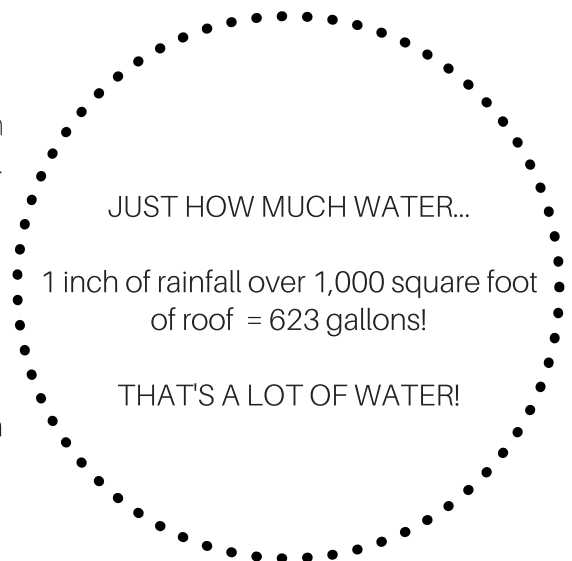 JUST HOW MUCH WATER...
1 inch of rainfall over 1,000 square foot
of roof = 623 gallons!
THAT'S A LOT OF WATER!